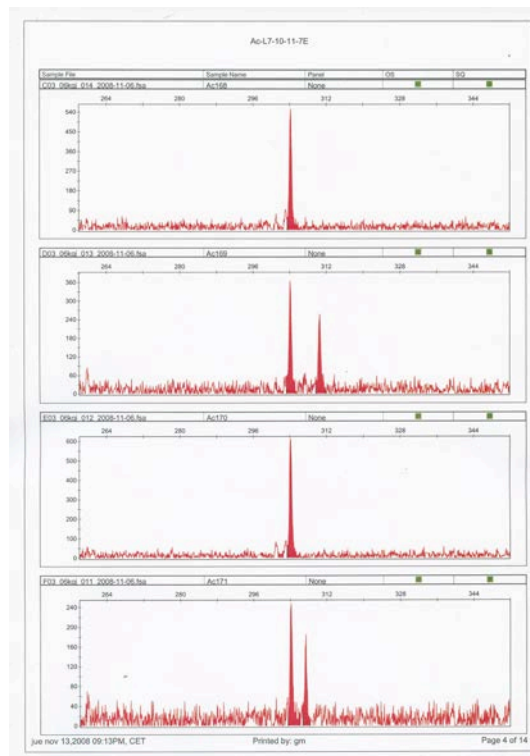 Ac-L7-10-11-7E
Sample File Sample Name Panel OS SQ
C03_06kqj_014_2008-11-06.fsa Ac168 None
264 280 296 312 328 344
540
450
360
270
180
90
0
D03_06kqj_013_2008-11-06.fsa Ac169 None
264 280 296 312 328 344
360
300
240
180
120
60
0
E03_06kqj_012_2008-11-06.fsa Ac170 None
264 280 296 312 328 344
600
500
400
300
200
100
0
F03_06kqj_011_2008-11-06.fsa Ac171 None
264 280 296 312 328 344
240
200
160
120
80
40
0
jue nov 13,2008 09:13PM, CET Printed by: gm Page 4 of 14